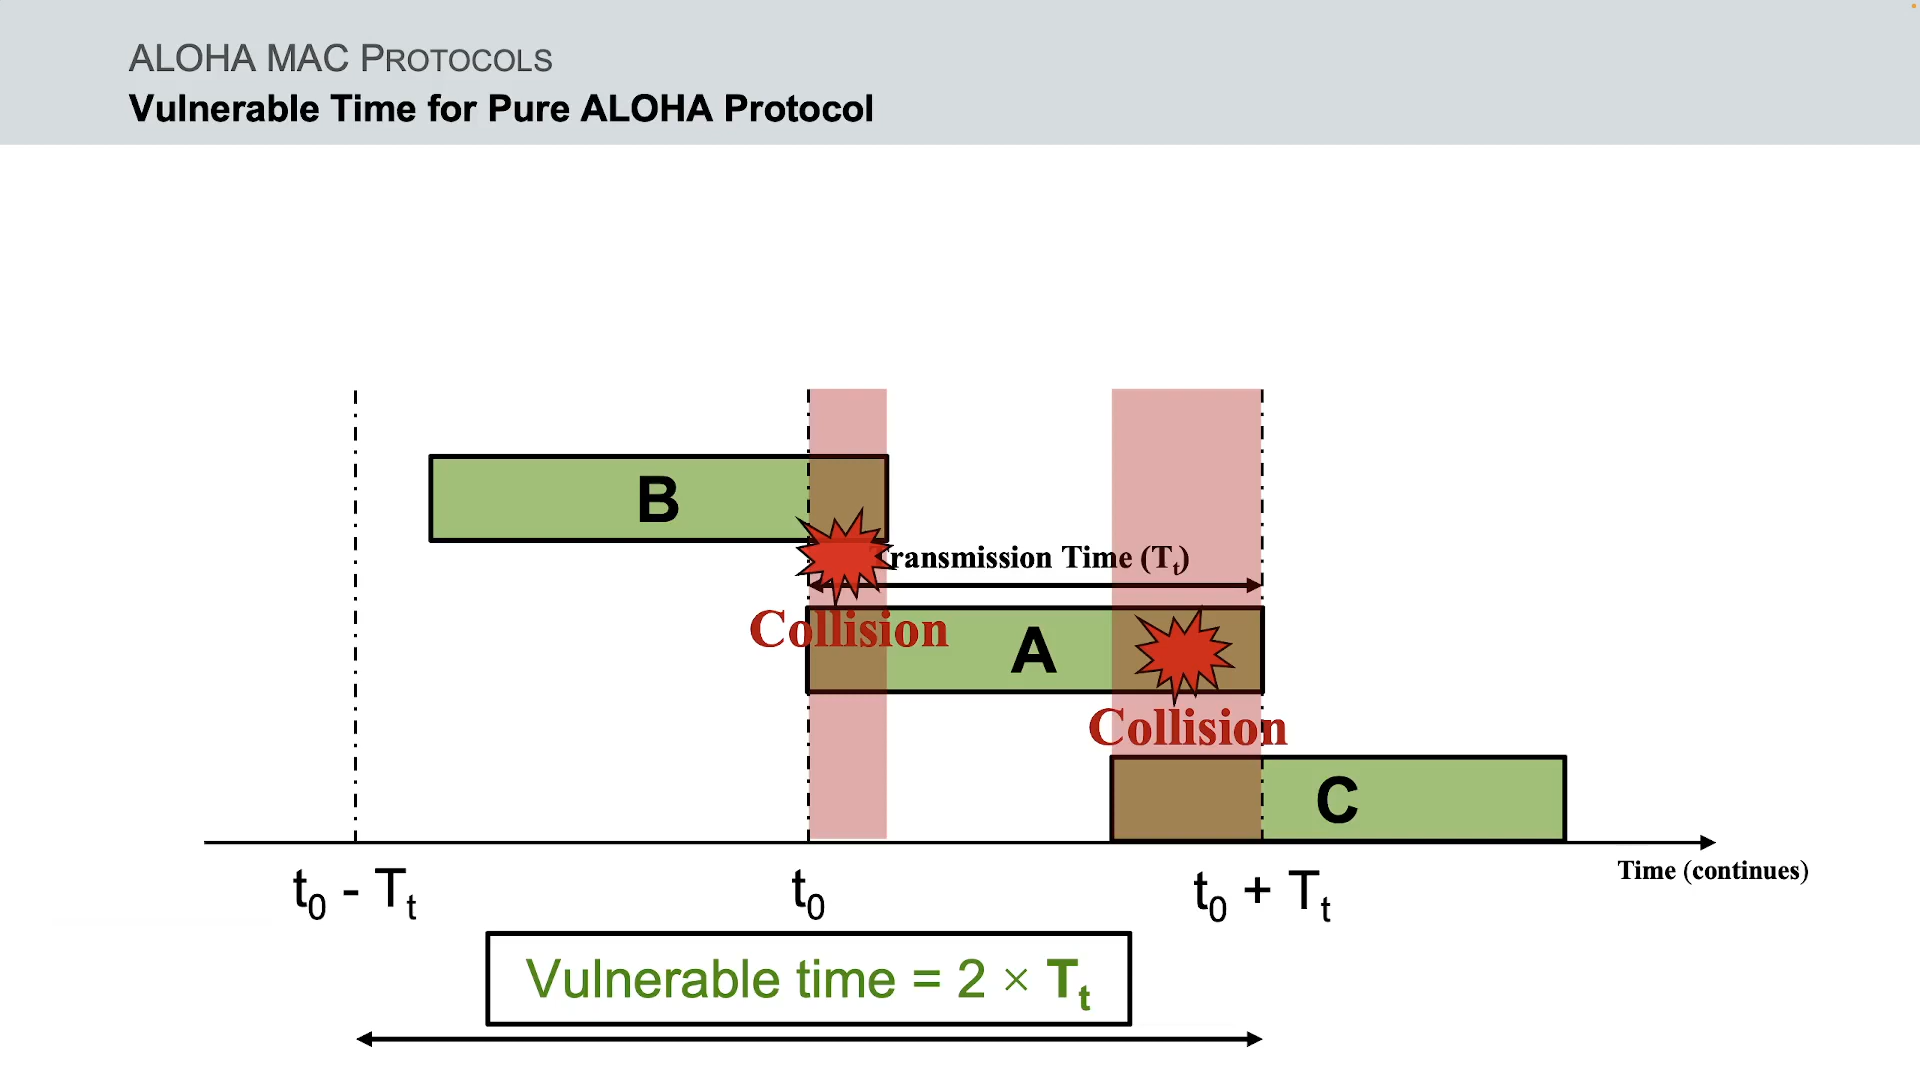 ALOHA MAC PROTOCOLS
Vulnerable Time for Pure ALOHA Protocol
B
Transmission Time (Tt)
Collision
A
Collision
C
Time (continues)
t0 - Tt
t0
t0 + Tt
Vulnerable time = 2 × Tt